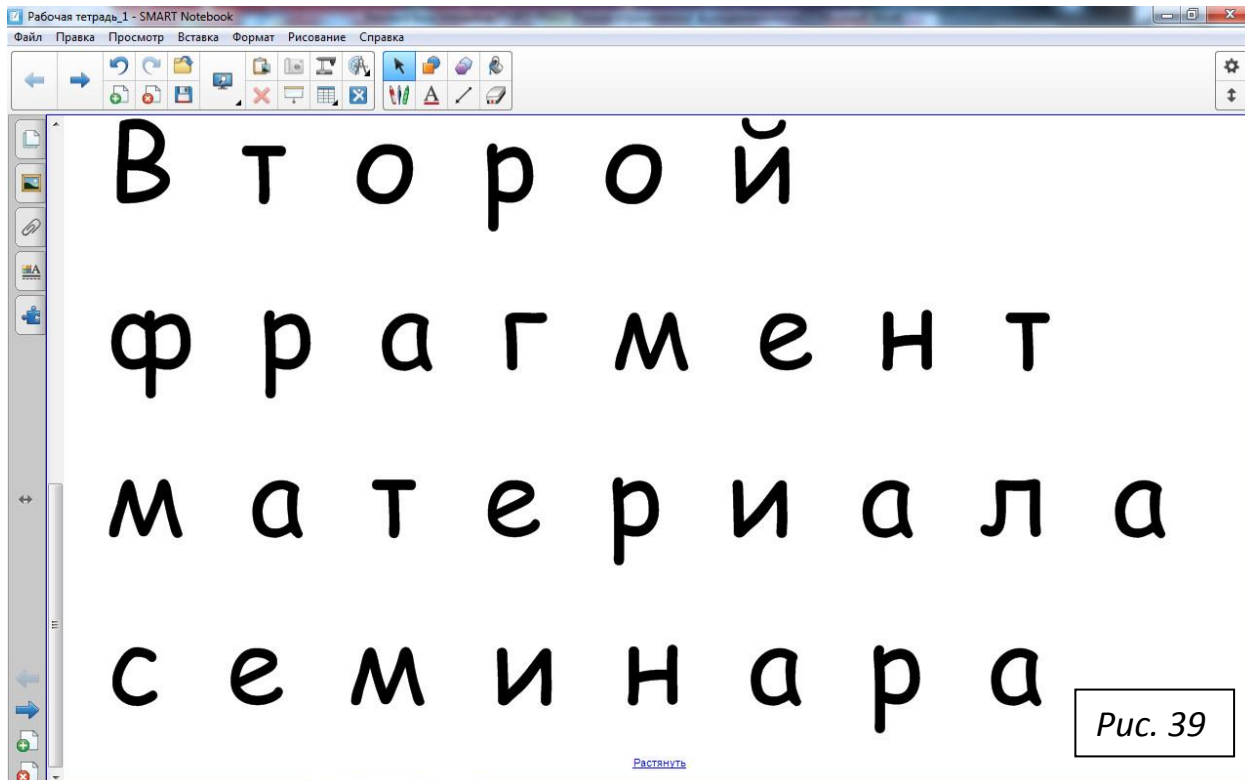 Рабочая тетрадь_1 - SMART Notebook
Файл Правка Просмотр Вставка Формат Рисование Справка
В т о р о й
ф р а г м е н т
м а т е р и а л а
с е м и н а р а
Рис. 39
Растянуть